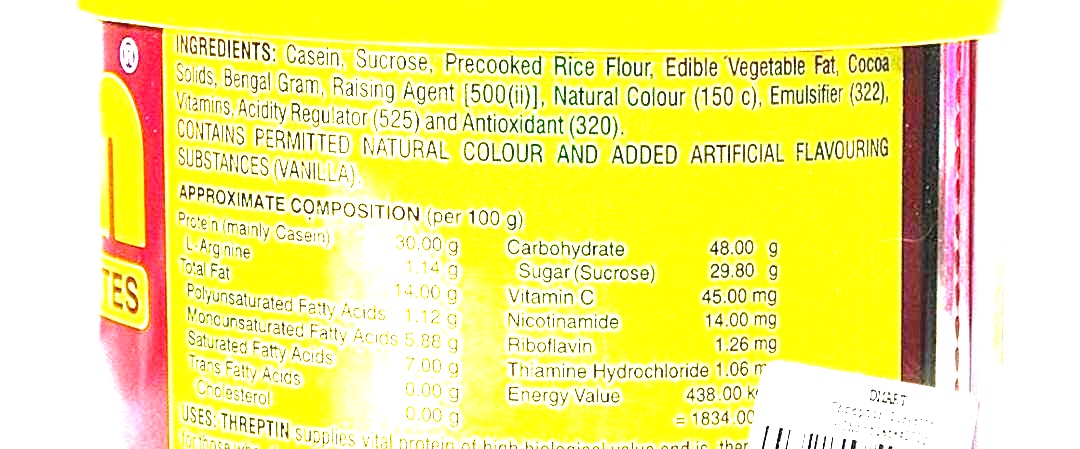 ®
INGREDIENTS: Casein, Sucrose, Precooked Rice Flour, Edible Vegetable Fat, Cocoa
Solids, Bengal Gram, Raising Agent [500(ii)], Natural Colour (150 c), Emulsifier (322),
Vitamins, Acidity Regulator (525) and Antioxidant (320).
CONTAINS PERMITTED NATURAL COLOUR AND ADDED ARTIFICIAL FLAVOURING
SUBSTANCES (VANILLA).
n
TES
APPROXIMATE COMPOSITION (per 100 g)
Protein (mainly Casein) 30.00 g
L-Arginine 1.14 g
Total Fat 14.00 g
Polyunsaturated Fatty Acids 1.12 g
Monounsaturated Fatty Acids 5.88 g
Saturated Fatty Acids 7.00 g
Trans Fatty Acids 0.00 g
Cholesterol 0.00 g
Carbohydrate 48.00 g
Sugar (Sucrose) 29.80 g
Vitamin C 45.00 mg
Nicotinamide 14.00 mg
Riboflavin 1.26 mg
Thiamine Hydrochloride 1.06 m
Energy Value 438.00 k
= 1834.00
USES: THREPTIN supplies vital protein of high biological value and is ther
(for those who
DMART